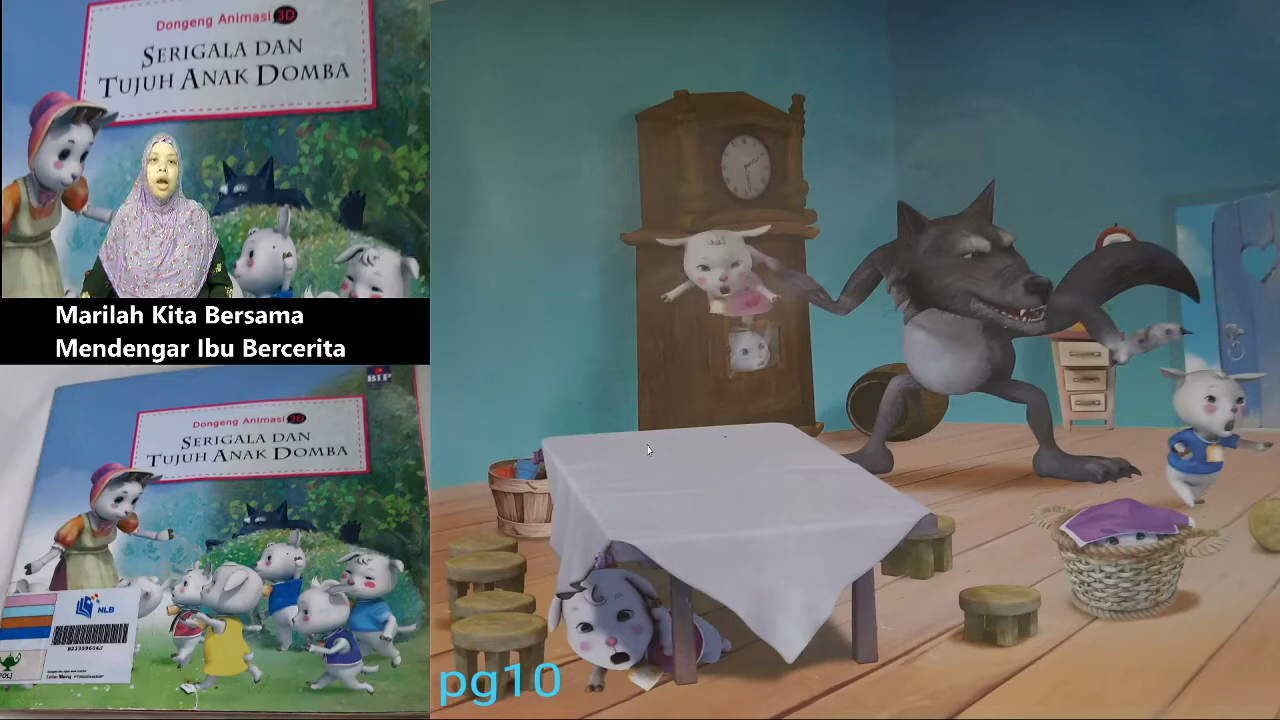 Dongeng Animasi 3D
SERIGALA DAN
TUJUH ANAK DOMBA
Marilah Kita Bersama
Mendengar Ibu Bercerita
BIP
Dongeng Animasi 3D
SERIGALA DAN
TUJUH ANAK DOMBA
NLB
pg10